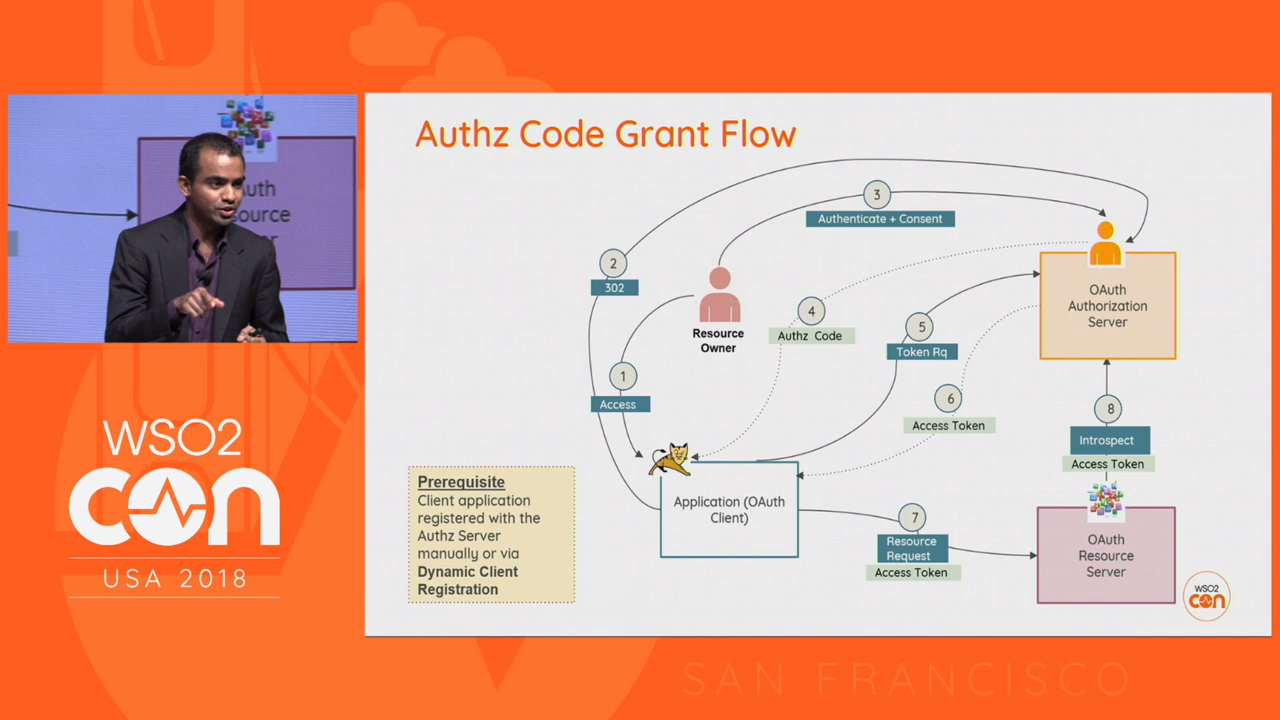 Authz Code Grant Flow
3
Authenticate + Consent
2
302
Resource
Owner
4
Authz Code
5
Token Rq
OAuth
Authorization
Server
1
Access
6
Access Token
8
Introspect
Access Token
Prerequisite
Client application
registered with the
Authz Server
manually or via
Dynamic Client
Registration
Application (OAuth
Client)
7
Resource
Request
Access Token
OAuth
Resource
Server
WSO2
con
WSO2
con
USA 2018
SAN FRANCISCO